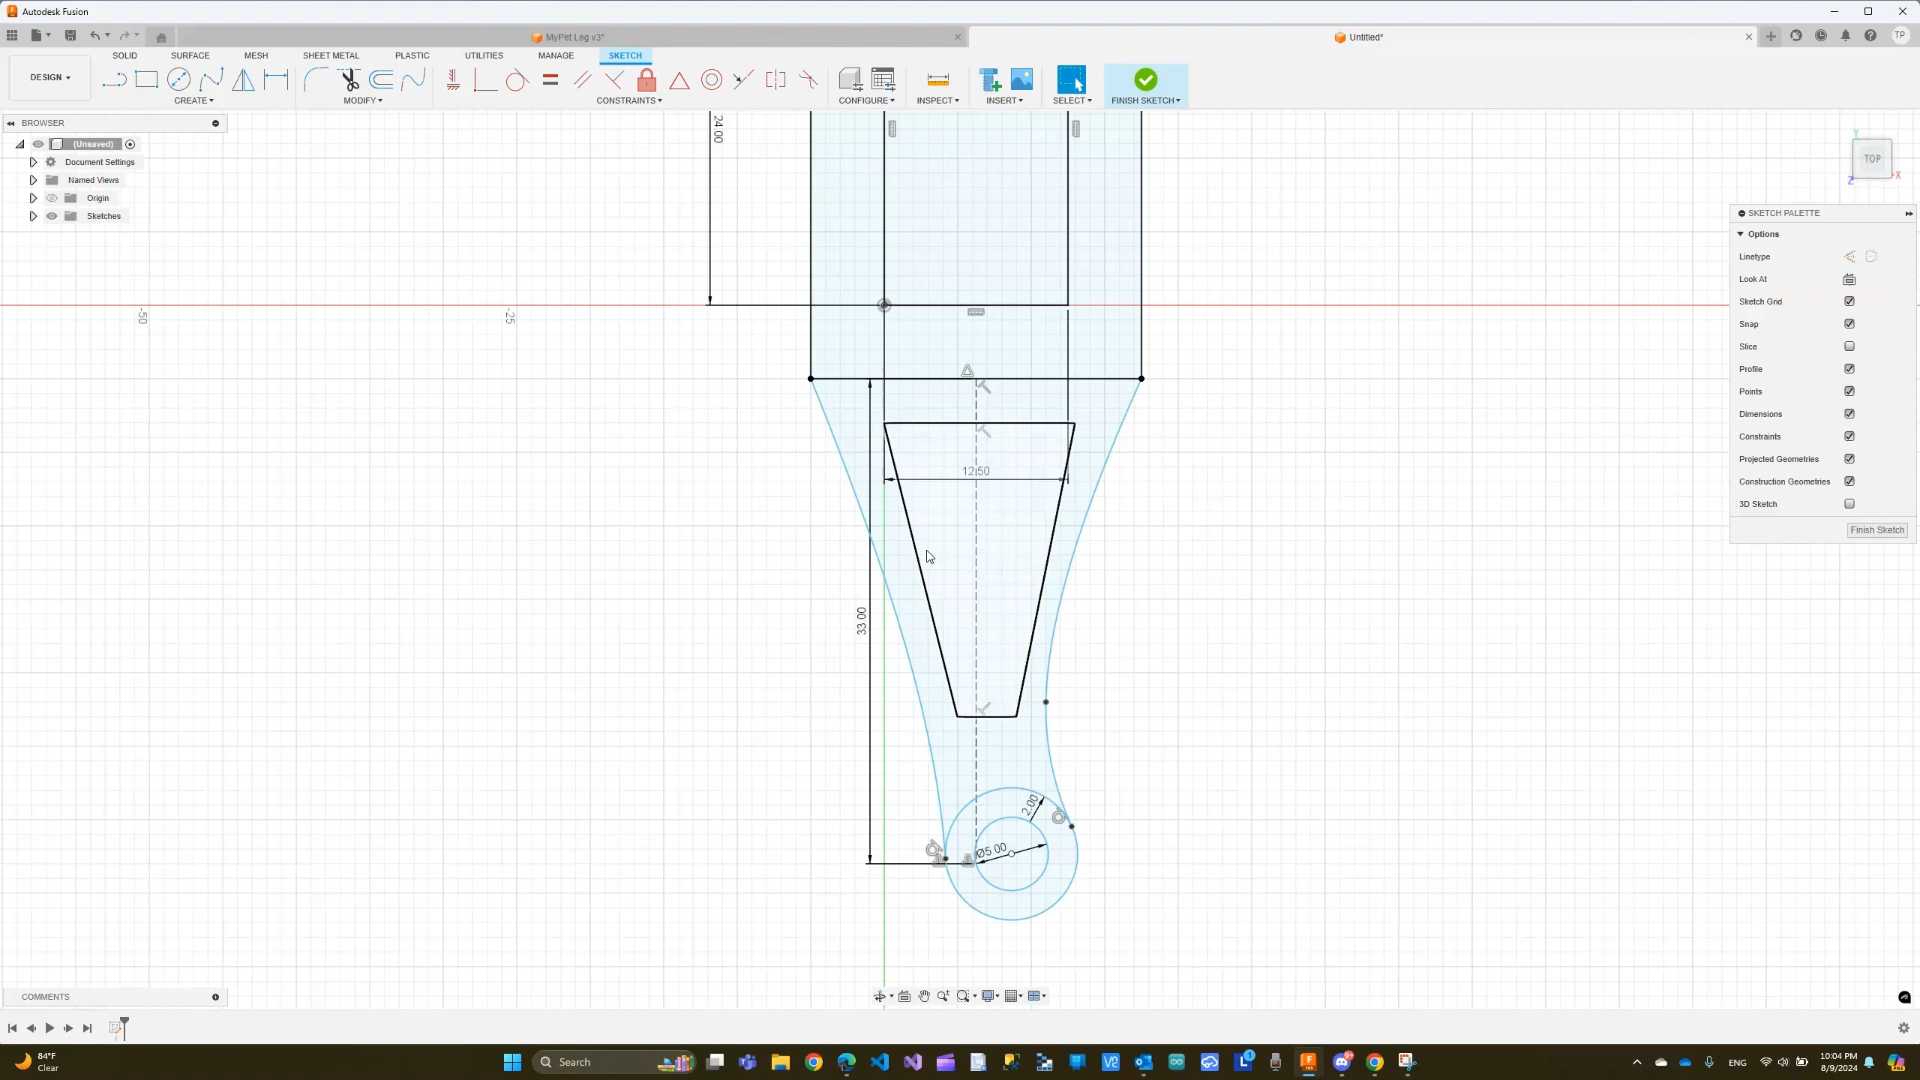 Autodesk Fusion
MyPet Leg v3*
Untitled*
TP
DESIGN
SOLID
SURFACE
MESH
SHEET METAL
PLASTIC
UTILITIES
MANAGE
SKETCH
CREATE
MODIFY
CONSTRAINTS
CONFIGURE
INSPECT
INSERT
SELECT
FINISH SKETCH
BROWSER
(Unsaved)
Document Settings
Named Views
Origin
Sketches
24.00
TOP
Y
X
Z
SKETCH PALETTE
Options
Linetype
Look At
Sketch Grid
Snap
Slice
Profile
Points
Dimensions
Constraints
Projected Geometries
Construction Geometries
3D Sketch
Finish Sketch
-50
-25
12.50
33.00
2.00
Ø5.00
COMMENTS
84°F
Clear
Search
ENG
10:04 PM
8/9/2024